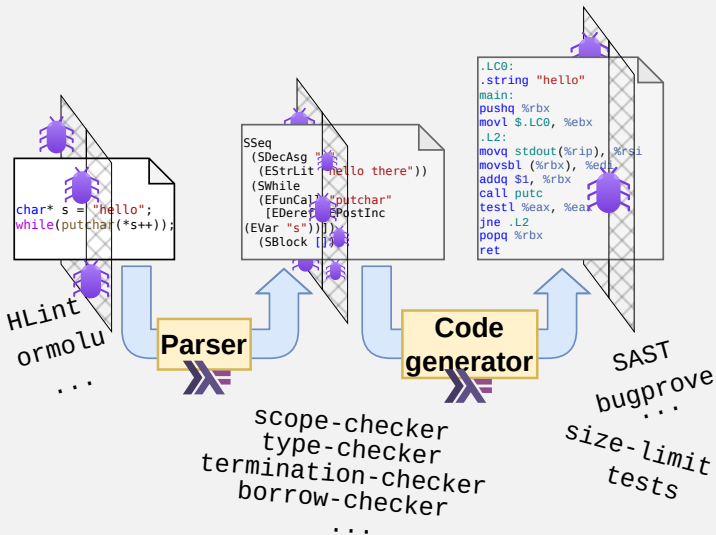 char* s = "hello";
while(putchar(*s++));
SSeq
(SDecAsg "
(EStrLit "hello there"))
(SWhile
(EFunCall "putchar"
[EDeref EPostInc
(EVar "s"))])
(SBlock []
.LC0:
.string "hello"
main:
pushq %rbx
movl $.LC0, %ebx
.L2:
movq stdout(%rip), %rsi
movsbl (%rbx), %edi
addq $1, %rbx
call putc
testl %eax, %eax
jne .L2
popq %rbx
ret
HLint
ormolu
...
Parser
Code
generator
scope-checker
type-checker
termination-checker
borrow-checker
...
SAST
bugprove
...
size-limit
tests